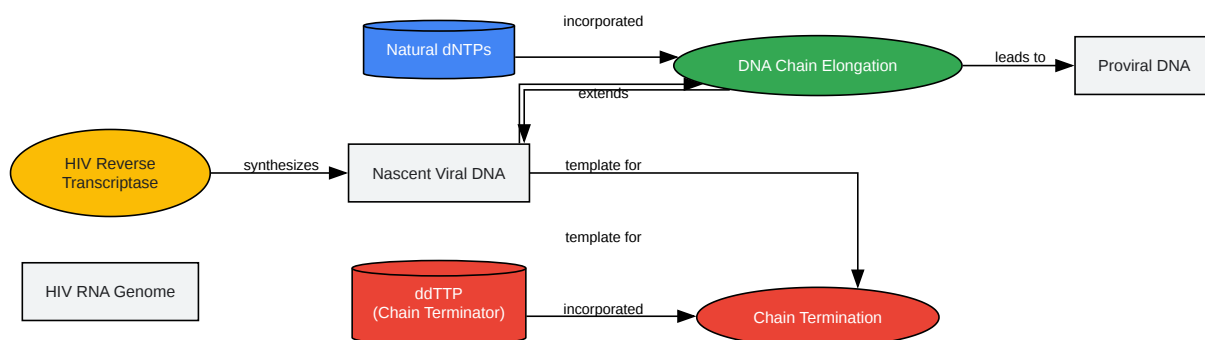 incorporated
Natural dNTPs
DNA Chain Elongation
leads to
Proviral DNA
extends
HIV Reverse
Transcriptase
synthesizes
Nascent Viral DNA
template for
template for
HIV RNA Genome
ddTTP
(Chain Terminator)
incorporated
Chain Termination